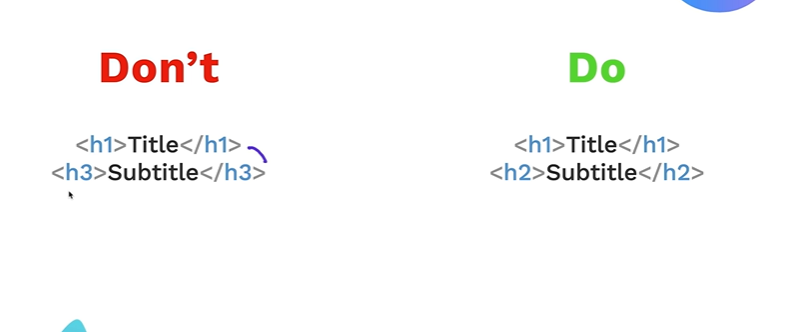 Don’t
<h1>Title</h1>
<h3>Subtitle</h3>
Do
<h1>Title</h1>
<h2>Subtitle</h2>